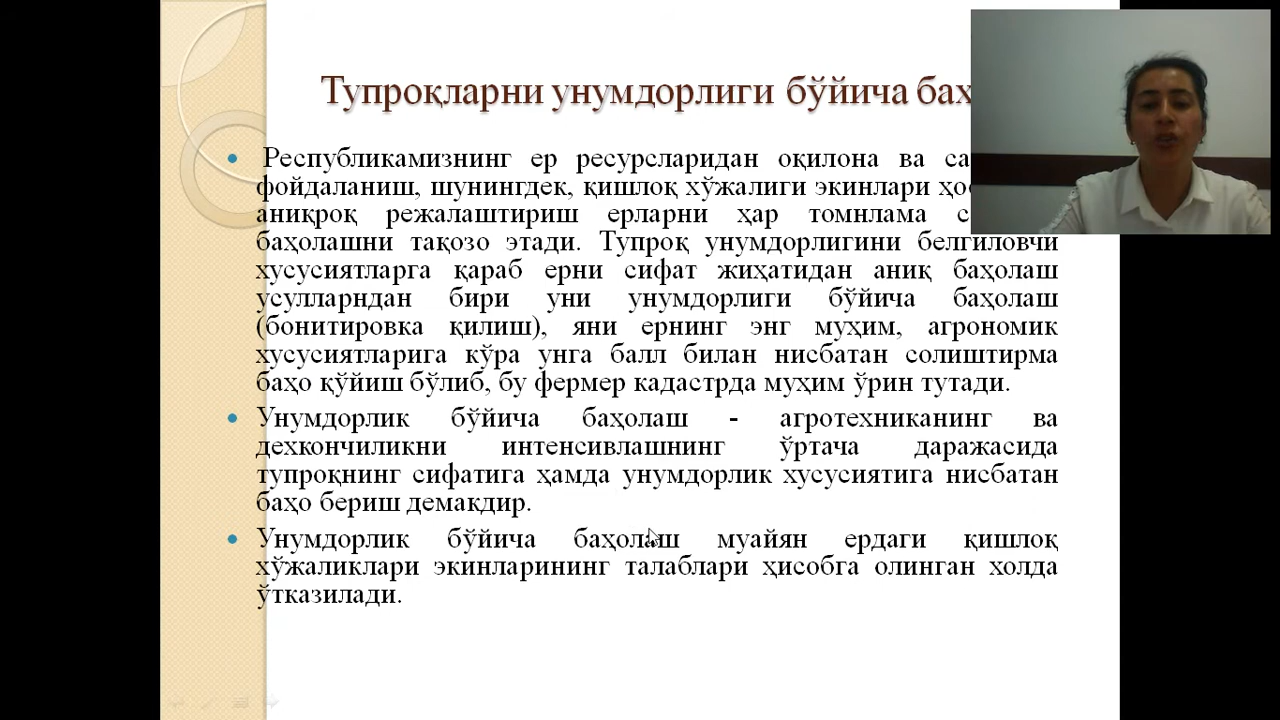 Тупроқларни унумдорлиги бўйича
Республикамизнинг ер ресурсларидан оқилона ва
фойдаланиш, шунингдек, қишлоқ хўжалиги экинлари
аниқроқ режалаштириш ерларни ҳар томнлама
баҳолашни тақозо этади. Тупроқ унумдорлигини белгиловчи
хусусиятларга қараб ерни сифат жиҳатидан аниқ баҳолаш
усулларндан бири уни унумдорлиги бўйича баҳолаш
(бонитировка қилиш), яни ернинг энг муҳим, агрономик
хусусиятларига кўра унга балл билан нисбатан солиштирма
баҳо қўйиш бўлиб, бу фермер кадастрда муҳим ўрин тутади.
Унумдорлик бўйича баҳолаш - агротехниканинг ва
дехкончиликни интенсивлашнинг ўртача даражасида
тупроқнинг сифатига ҳамда унумдорлик хусусиятига нисбатан
баҳо бериш демакдир.
Унумдорлик бўйича баҳолаш муайян ердаги қишлоқ
хўжаликлари экинларининг талаблари ҳисобга олинган холда
ўтказилади.